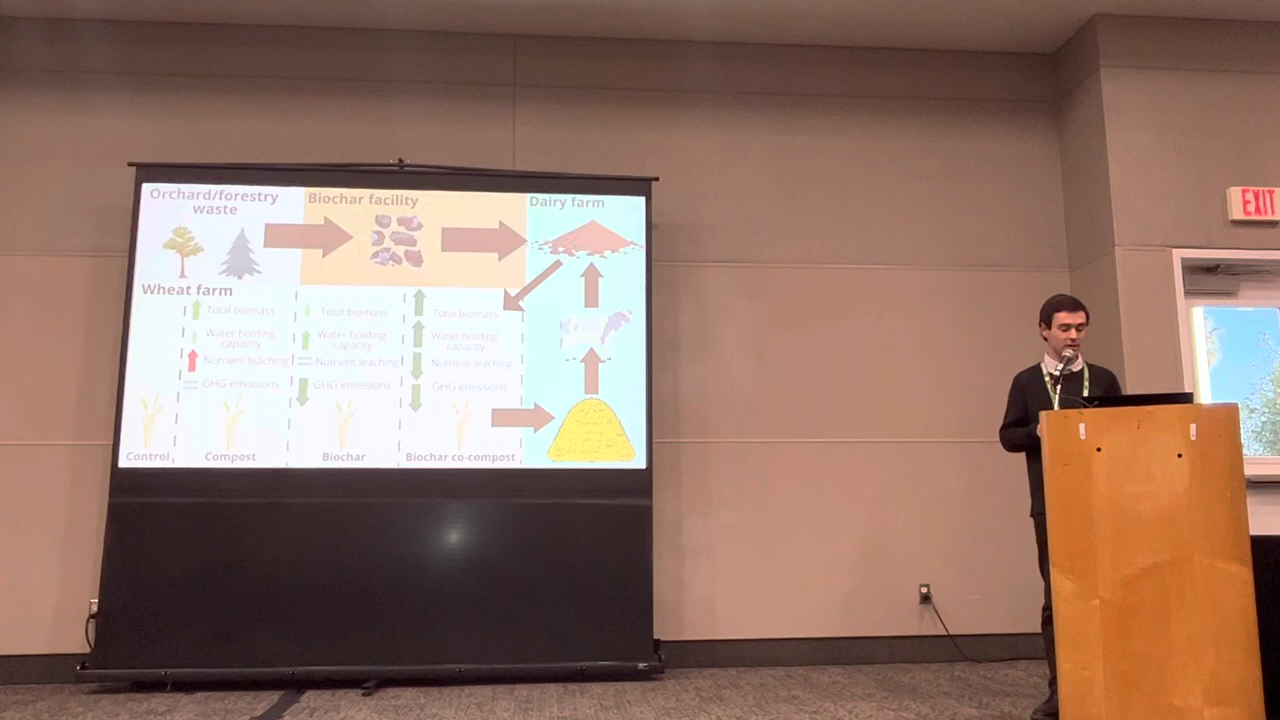 Orchard/forestry
waste
Biochar facility
Dairy farm
Wheat farm
Total biomass
Water holding
capacity
Nutrient leaching
GHG emissions
Total biomass
Water holding
capacity
Nutrient leaching
GHG emissions
Total biomass
Water holding
capacity
Nutrient leaching
GHG emissions
Control
Compost
Biochar
Biochar co-compost
EXIT